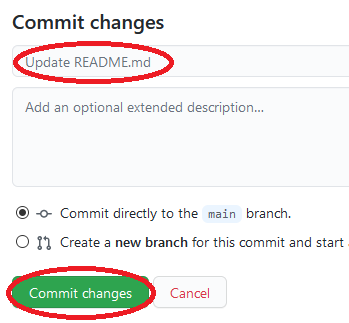 Commit changes
Update README.md
Add an optional extended description...
Commit directly to the main branch.
Create a new branch for this commit and start
Commit changes Cancel